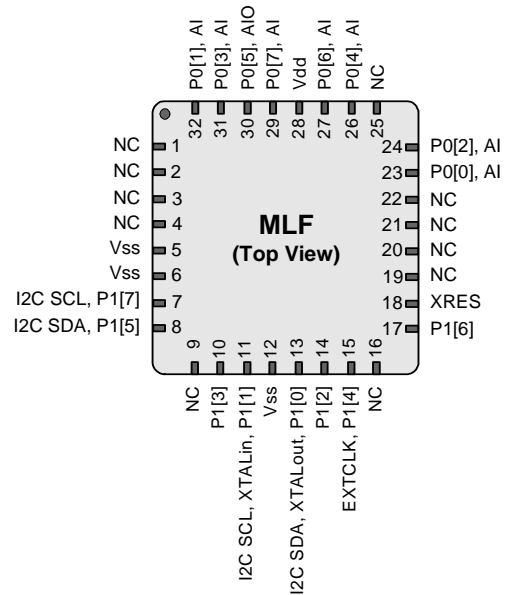 P0[1], AI
P0[3], AI
P0[5], AIO
P0[7], AI
Vdd
P0[6], AI
P0[4], AI
NC
32
31
30
29
28
27
26
25
NC 1
NC 2
NC 3
NC 4
Vss 5
Vss 6
I2C SCL, P1[7] 7
I2C SDA, P1[5] 8
MLF
(Top View)
24 P0[2], AI
23 P0[0], AI
22 NC
21 NC
20 NC
19 NC
18 XRES
17 P1[6]
9
10
11
12
13
14
15
16
NC
P1[3]
I2C SCL, XTALin, P1[1]
Vss
I2C SDA, XTALout, P1[0]
P1[2]
EXTCLK, P1[4]
NC